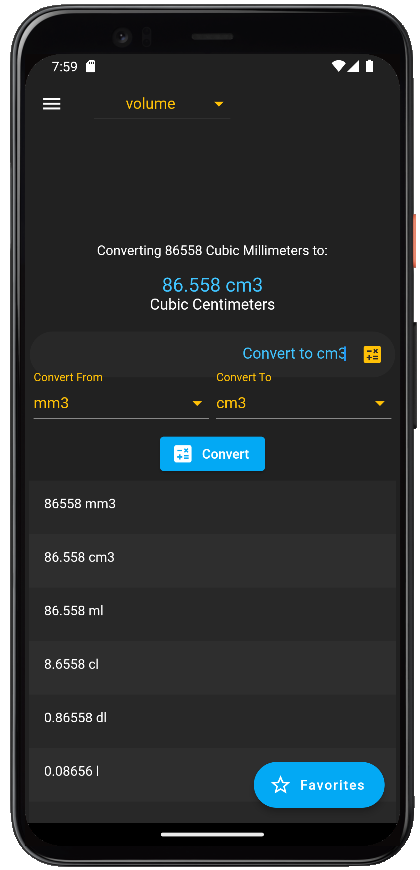 7:59
volume
Converting 86558 Cubic Millimeters to:
86.558 cm3
Cubic Centimeters
Convert to cm3
Convert From Convert To
mm3 cm3
Convert
86558 mm3
86.558 cm3
86.558 ml
8.6558 cl
0.86558 dl
0.08656 l
Favorites